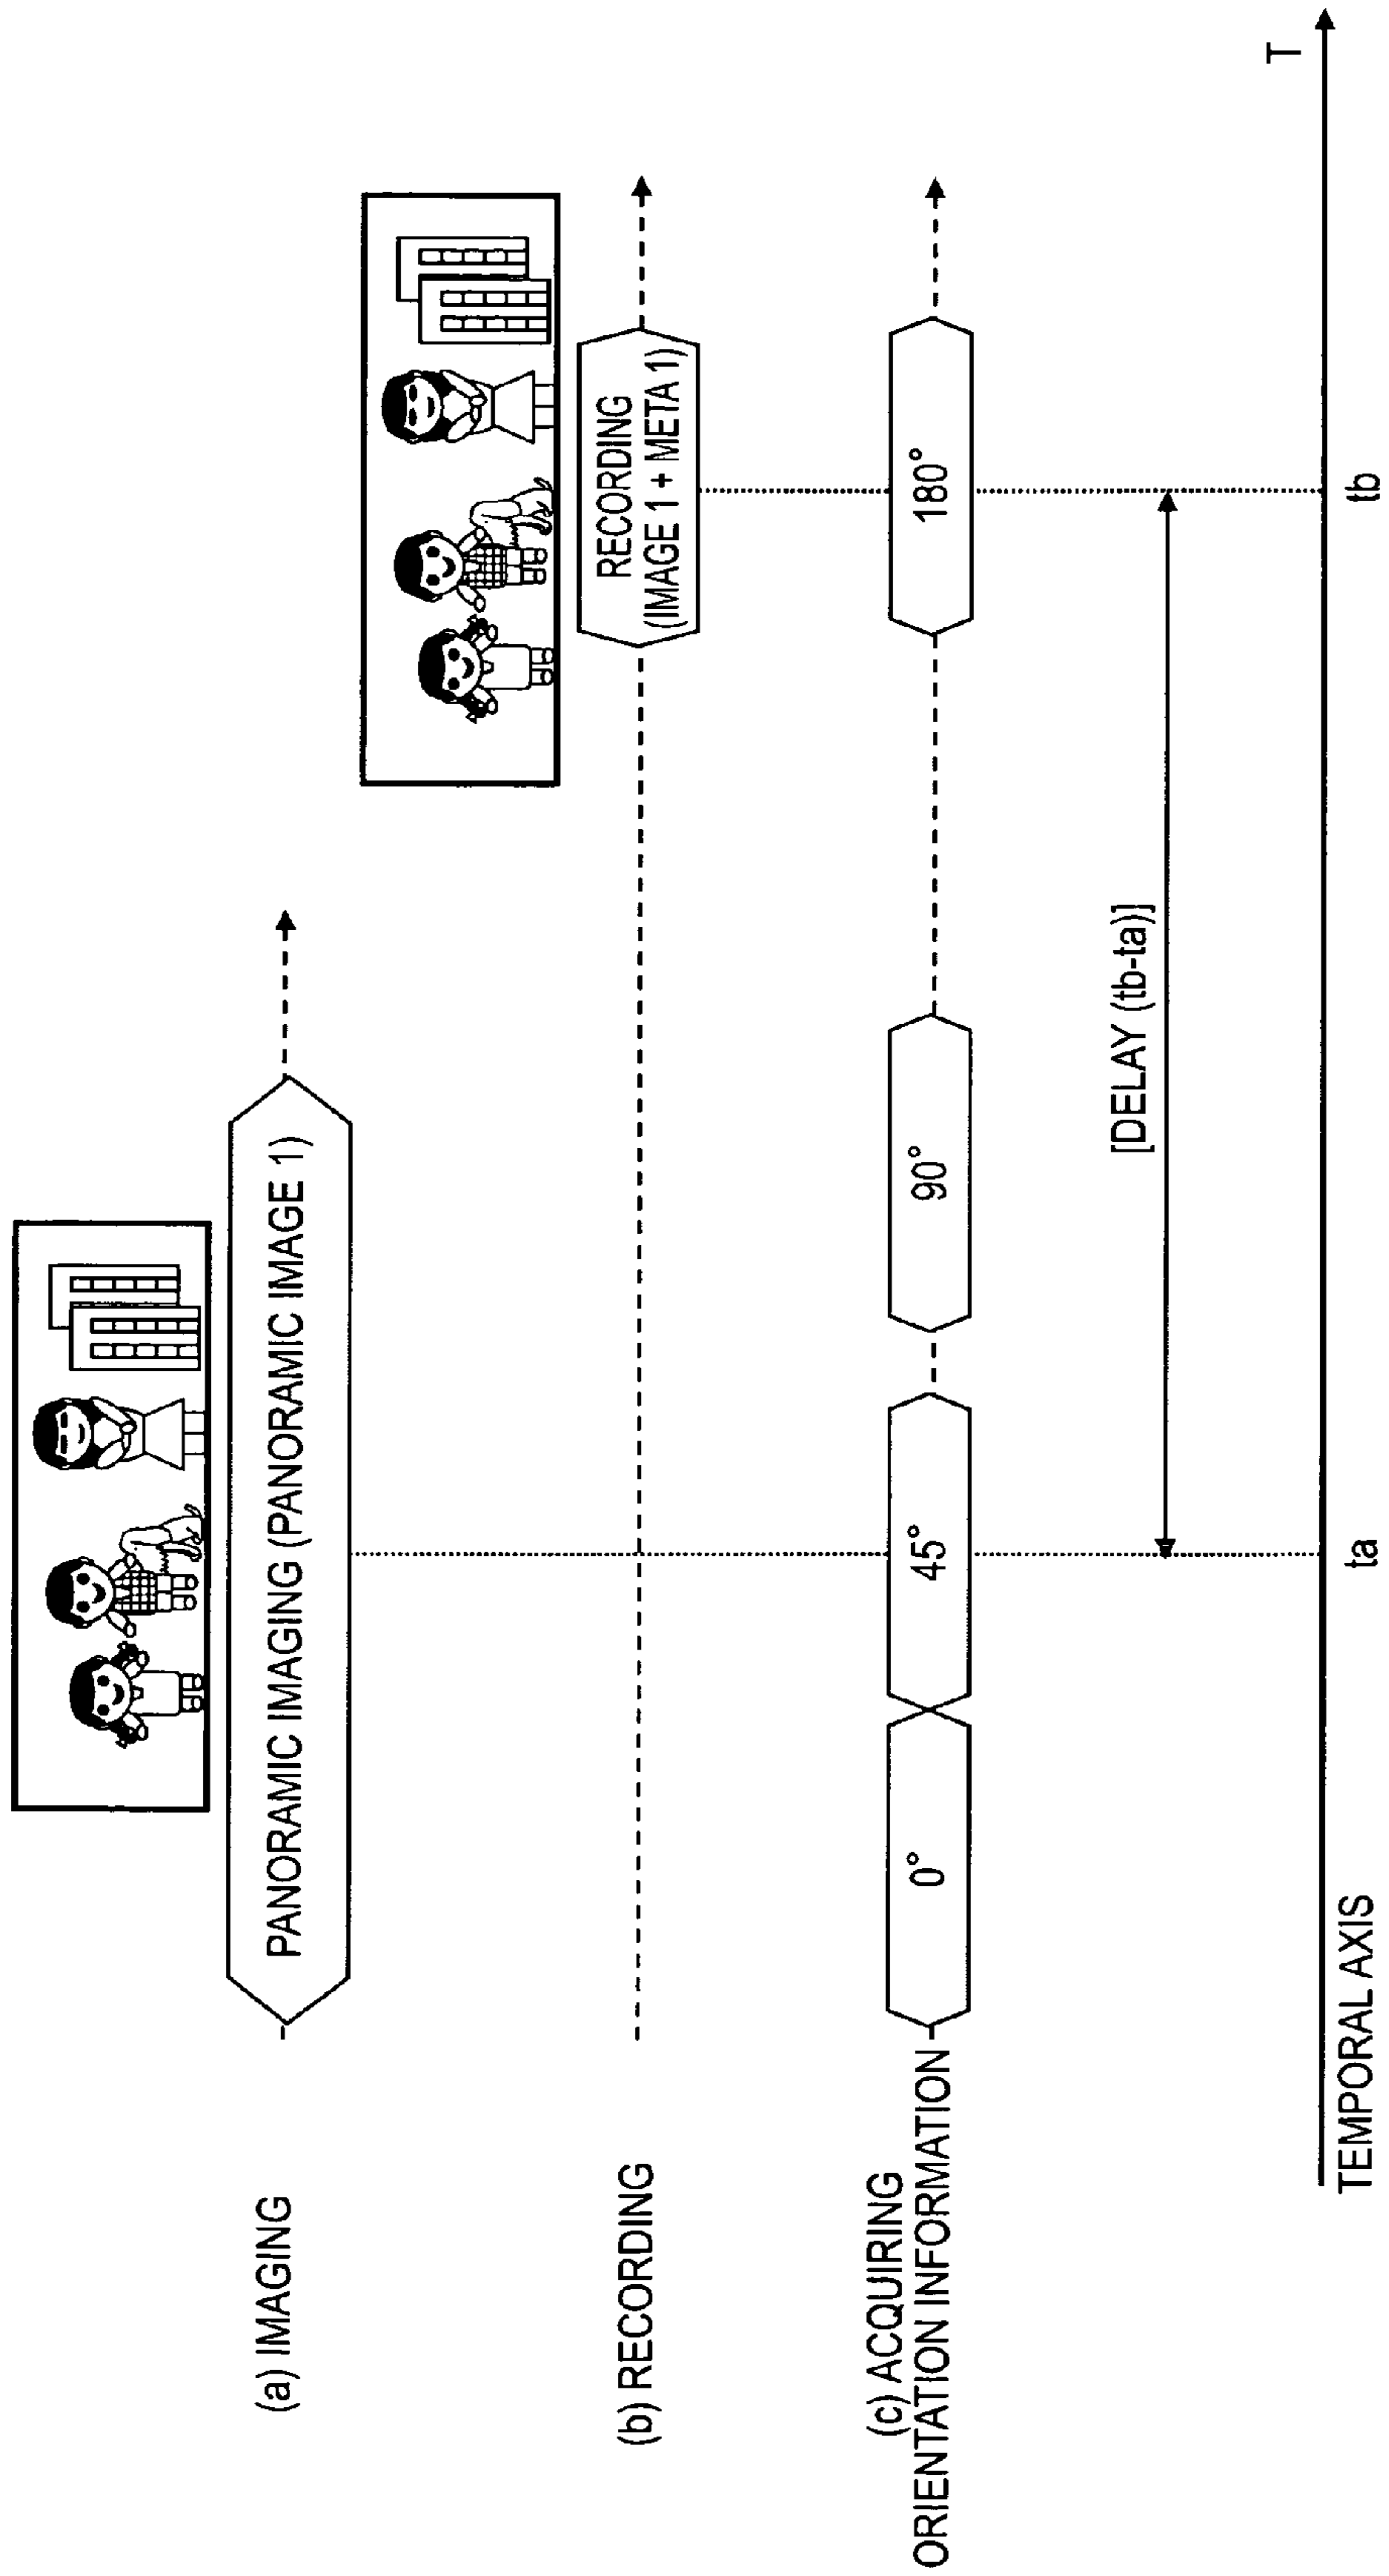 (a) IMAGING
PANORAMIC IMAGING (PANORAMIC IMAGE 1)
(b) RECORDING
RECORDING
(IMAGE 1 + META 1)
(c) ACQUIRING
ORIENTATION INFORMATION
0°
45°
90°
180°
[DELAY (tb-ta)]
T
TEMPORAL AXIS
ta
tb